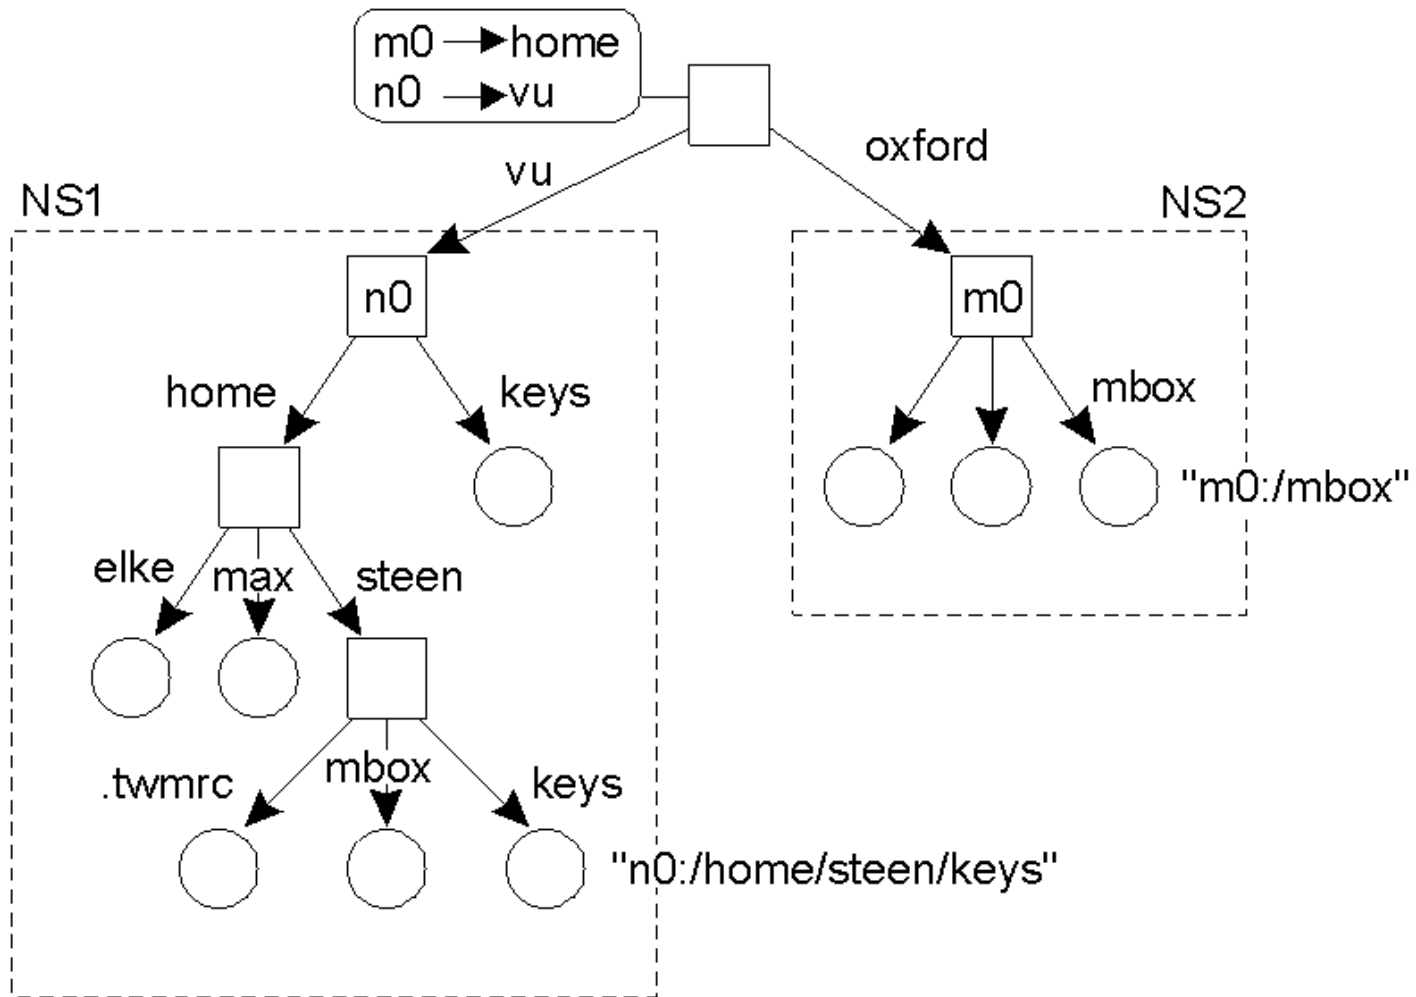 m0 → home
n0 → vu
vu
oxford
NS1
NS2
n0
m0
home
keys
mbox
"m0:/mbox"
elke
max
steen
.twmrc
mbox
keys
"n0:/home/steen/keys"